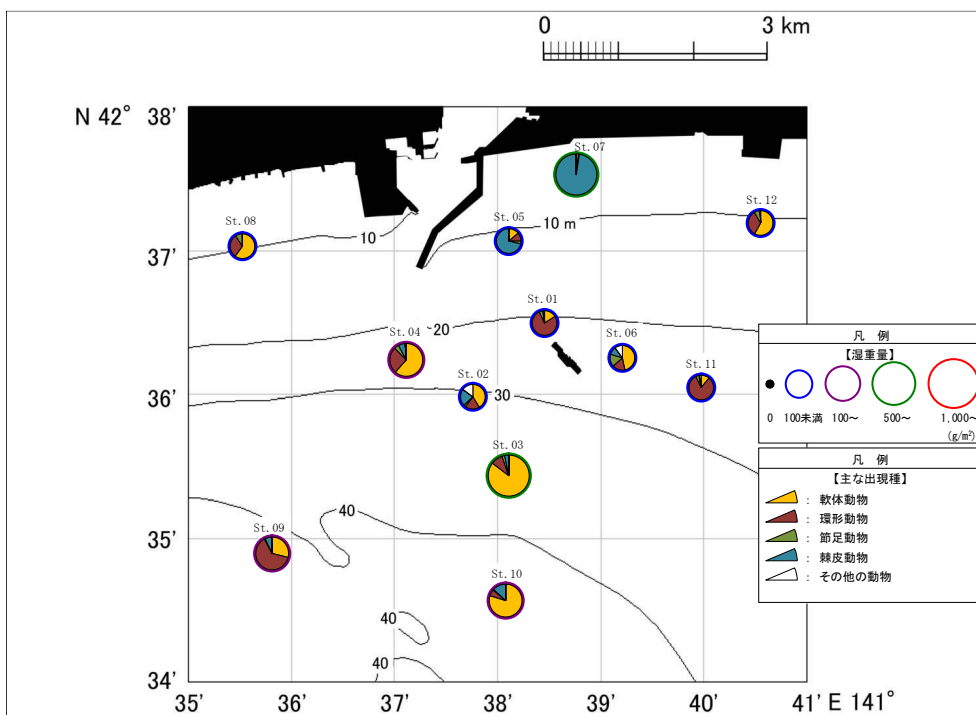 0 3 km
N 42° 38'
St.07
St.12
St.08
St.05
10 m
10
37'
St.01
St.04
20
St.06
St.02
St.11
36'
30
St.03
40
35'
St.09
St.10
40
40
34'
35' 36' 37' 38' 39' 40' 41' E 141°
凡 例
【湿重量】
0 100未満 100~ 500~ 1,000~
(g/m²)
凡 例
【主な出現種】
: 軟体動物
: 環形動物
: 節足動物
: 棘皮動物
: その他の動物